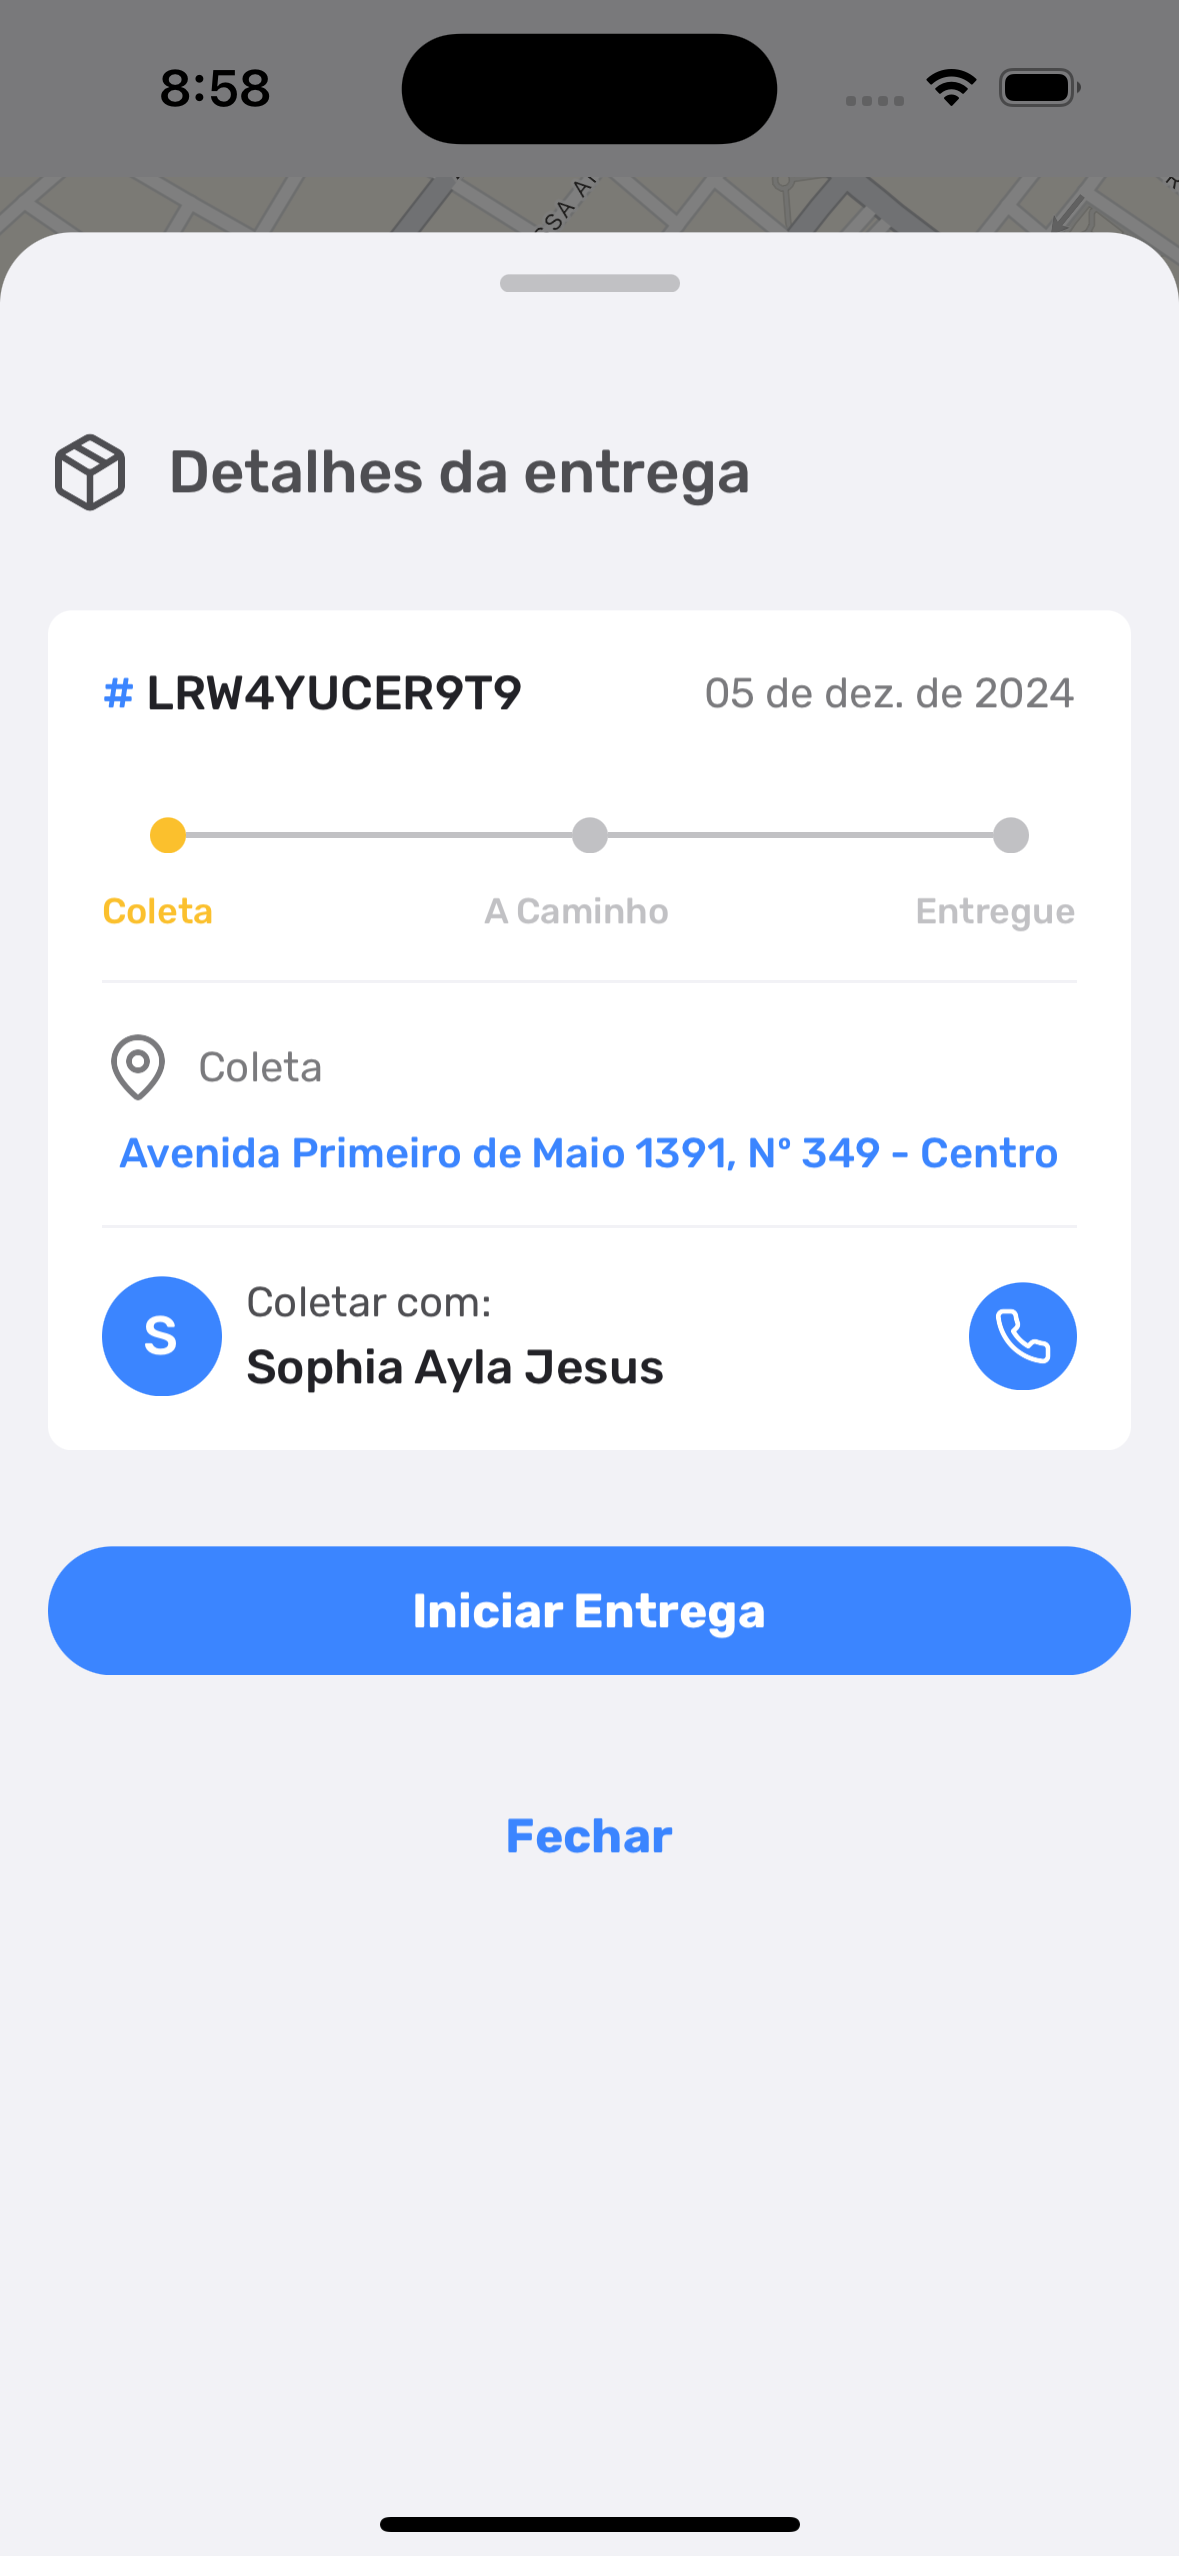 8:58
Detalhes da entrega
# LRW4YUCER9T9
05 de dez. de 2024
Coleta
A Caminho
Entregue
Coleta
Avenida Primeiro de Maio 1391, Nº 349 - Centro
S
Coletar com:
Sophia Ayla Jesus
Iniciar Entrega
Fechar